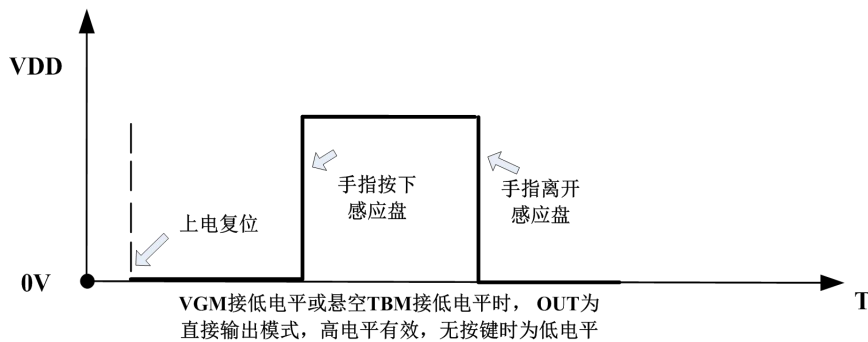 VDD
手指按下
感应盘
手指离开
感应盘
上电复位
0V
T
VGM接低电平或悬空TBM接低电平时， OUT为
直接输出模式，高电平有效，无按键时为低电平